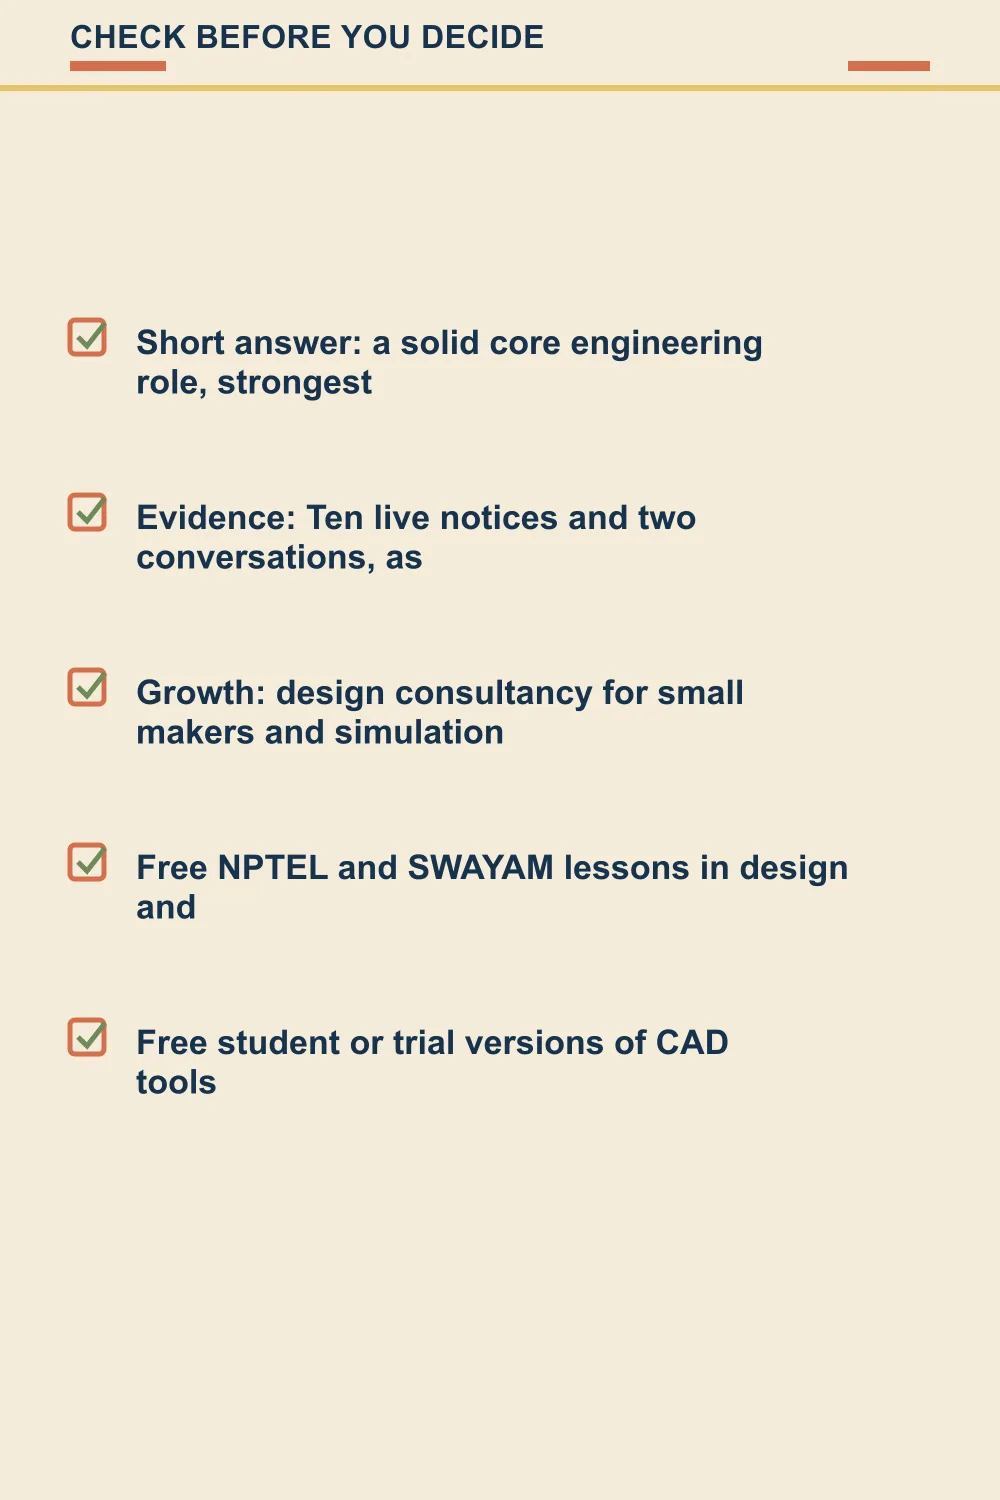 CHECK BEFORE YOU DECIDE
Short answer: a solid core engineering
role, strongest
Evidence: Ten live notices and two
conversations, as
Growth: design consultancy for small
makers and simulation
Free NPTEL and SWAYAM lessons in design
and
Free student or trial versions of CAD
tools